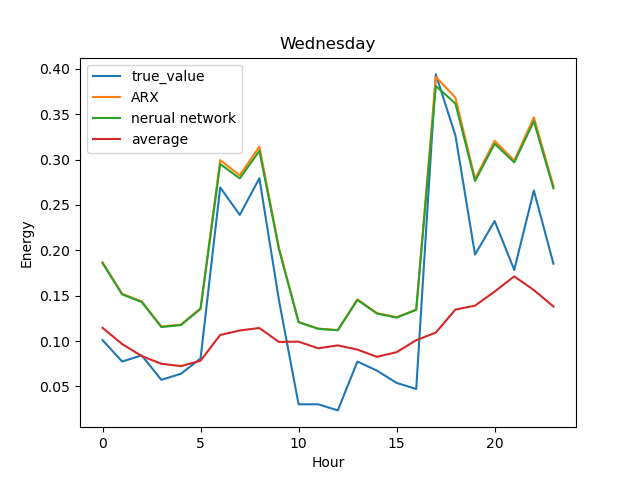 Wednesday
0.40
0.35
0.30
0.25
0.20
0.15
0.10
0.05
Energy
true_value
ARX
nerual network
average
0 5 10 15 20
Hour